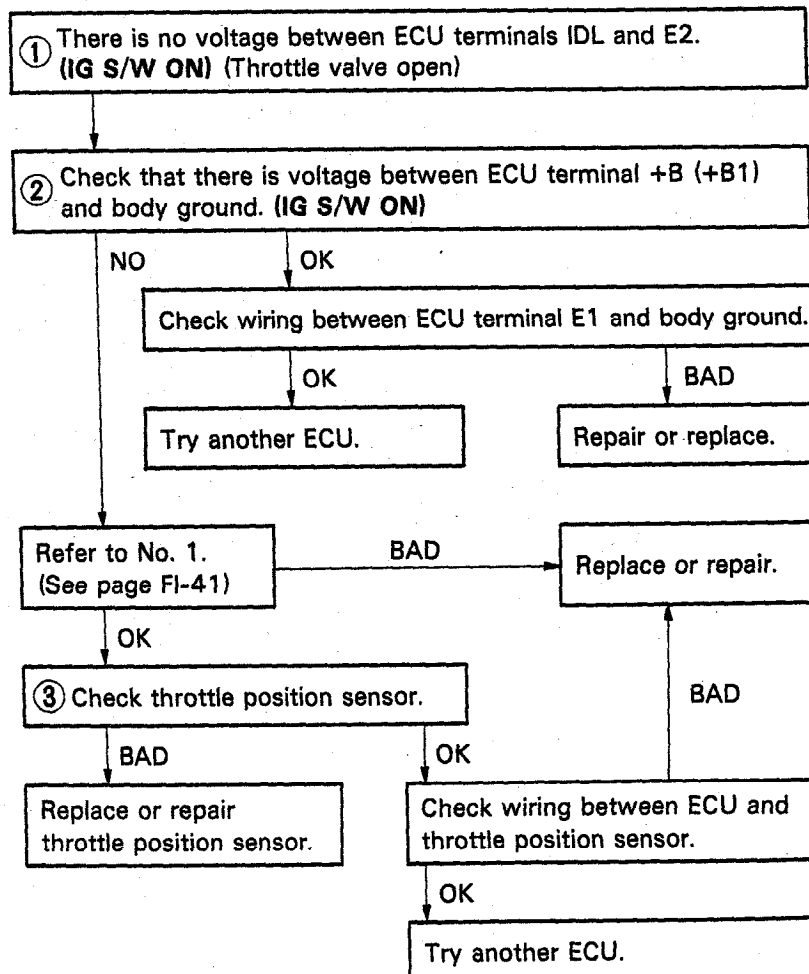 ① There is no voltage between ECU terminals IDL and E2.
(IG S/W ON) (Throttle valve open)
② Check that there is voltage between ECU terminal +B (+B1)
and body ground. (IG S/W ON)
NO
OK
Check wiring between ECU terminal E1 and body ground.
OK
BAD
Try another ECU.
Repair or replace.
Refer to No. 1.
(See page FI-41)
BAD
Replace or repair.
OK
③ Check throttle position sensor.
BAD
BAD
OK
Replace or repair
throttle position sensor.
Check wiring between ECU and
throttle position sensor.
OK
Try another ECU.